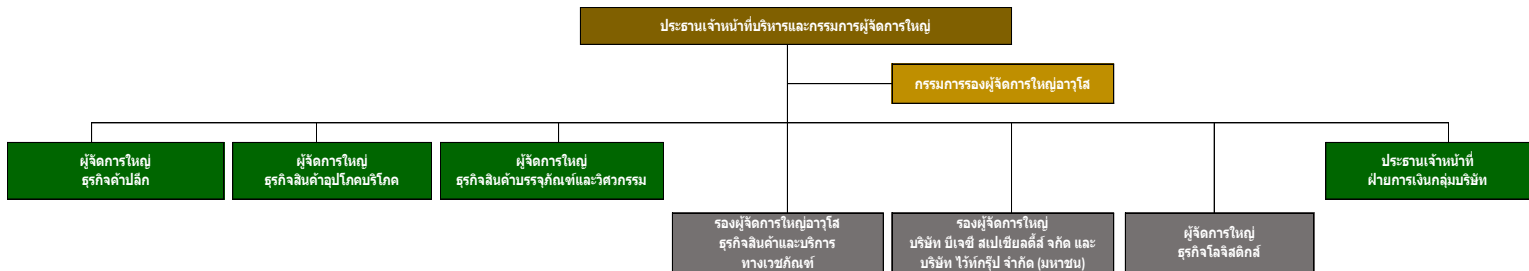 ประธานเจ้าหน้าที่บริหารและกรรมการผู้จัดการใหญ่
กรรมการรองผู้จัดการใหญ่อาวุโส
ผู้จัดการใหญ่
ธุรกิจค้าปลีก
ผู้จัดการใหญ่
ธุรกิจสินค้าอุปโภคบริโภค
ผู้จัดการใหญ่
ธุรกิจสินค้าบรรจุภัณฑ์และวิศวกรรม
ประธานเจ้าหน้าที่
ฝ่ายการเงินกลุ่มบริษัท
รองผู้จัดการใหญ่อาวุโส
ธุรกิจสินค้าและบริการ
ทางเวชภัณฑ์
รองผู้จัดการใหญ่
บริษัท บีเจซี สเปเชียลตี้ส์ จกัด และ
บริษัท ไว้ท์กรุ๊ป จำกัด (มหาชน)
ผู้จัดการใหญ่
ธุรกิจโลจิสติกส์